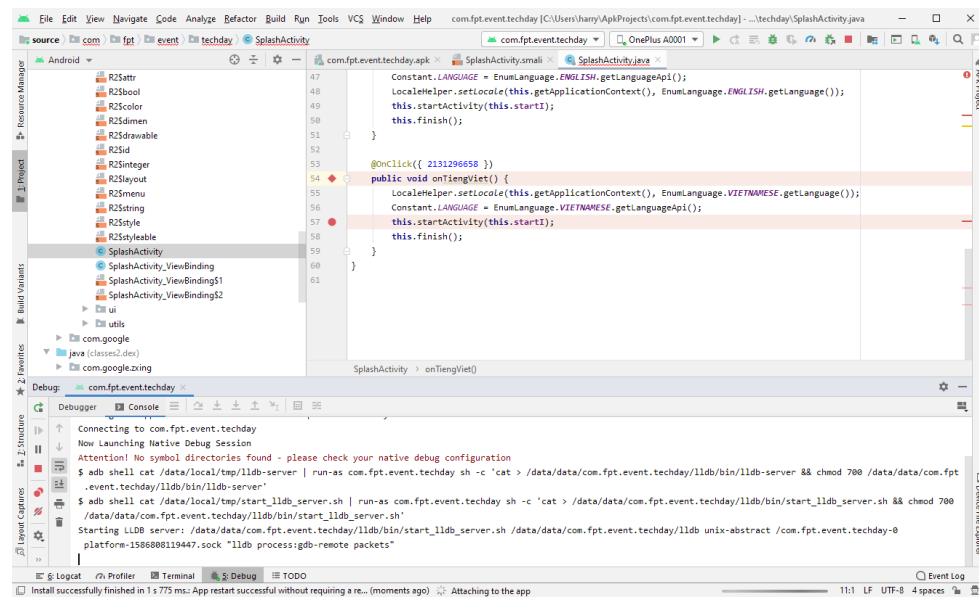 File Edit View Navigate Code Analyze Refactor Build Run Tools VCS Window Help com.fpt.event.techday [C:\Users\harry\ApkProjects\com.fpt.event.techday] - ...\techday\SplashActivity.java
source com fpt event techday SplashActivity com.fpt.event.techday OnePlus A0001
Android com.fpt.event.techday.apk SplashActivity.smali SplashActivity.java
Resource Manager
1: Project
Build Variants
2: Favorites
Z: Structure
Layout Captures
R2$attr
R2$bool
R2$color
R2$dimen
R2$drawable
R2$id
R2$integer
R2$layout
R2$menu
R2$string
R2$style
R2$styleable
SplashActivity
SplashActivity_ViewBinding
SplashActivity_ViewBinding$1
SplashActivity_ViewBinding$2
ui
utils
com.google
java (classes2.dex)
com.google.zxing
47 Constant.LANGUAGE = EnumLanguage.ENGLISH.getLanguageApi();
48 LocaleHelper.setLocale(this.getApplicationContext(), EnumLanguage.ENGLISH.getLanguage());
49 this.startActivity(this.startI);
50 this.finish();
51 }
52
53 @OnClick({ 2131296658 })
54 public void onTiengViet() {
55 LocaleHelper.setLocale(this.getApplicationContext(), EnumLanguage.VIETNAMESE.getLanguage());
56 Constant.LANGUAGE = EnumLanguage.VIETNAMESE.getLanguageApi();
57 this.startActivity(this.startI);
58 this.finish();
59 }
60 }
61
SplashActivity › onTiengViet()
Debug: com.fpt.event.techday
Debugger Console
Connecting to com.fpt.event.techday
Now Launching Native Debug Session
Attention! No symbol directories found - please check your native debug configuration
$ adb shell cat /data/local/tmp/lldb-server | run-as com.fpt.event.techday sh -c 'cat > /data/data/com.fpt.event.techday/lldb/bin/lldb-server && chmod 700 /data/data/com.fpt
.event.techday/lldb/bin/lldb-server'
$ adb shell cat /data/local/tmp/start_lldb_server.sh | run-as com.fpt.event.techday sh -c 'cat > /data/data/com.fpt.event.techday/lldb/bin/start_lldb_server.sh && chmod 700
/data/data/com.fpt.event.techday/lldb/bin/start_lldb_server.sh'
Starting LLDB server: /data/data/com.fpt.event.techday/lldb/bin/start_lldb_server.sh /data/data/com.fpt.event.techday/lldb unix-abstract /com.fpt.event.techday-0
platform-1586808119447.sock "lldb process:gdb-remote packets"
6: Logcat Profiler Terminal 5: Debug TODO Event Log
Install successfully finished in 1 s 775 ms.: App restart successful without requiring a re... (moments ago) Attaching to the app 11:1 LF UTF-8 4 spaces